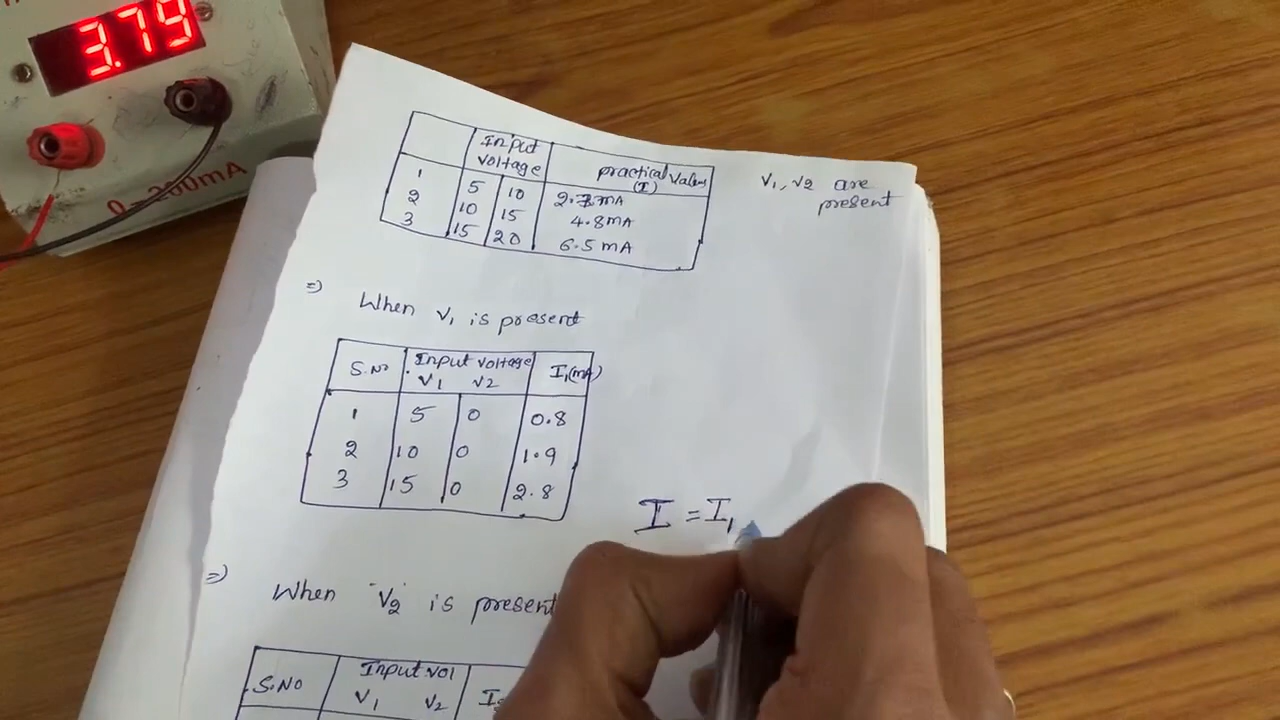 3.79
0-200mA
Input voltage practical Values (I)
1 5 10 2.8mA
2 10 15 4.8mA
3 15 20 6.5mA
V1, V2 are
present
=) When V1 is present
S.NO Input voltage I1(mA)
V1 V2
1 5 0 0.8
2 10 0 1.9
3 15 0 2.8
I = I1
=) When 'V2' is present
S.NO Input vol
V1 V2